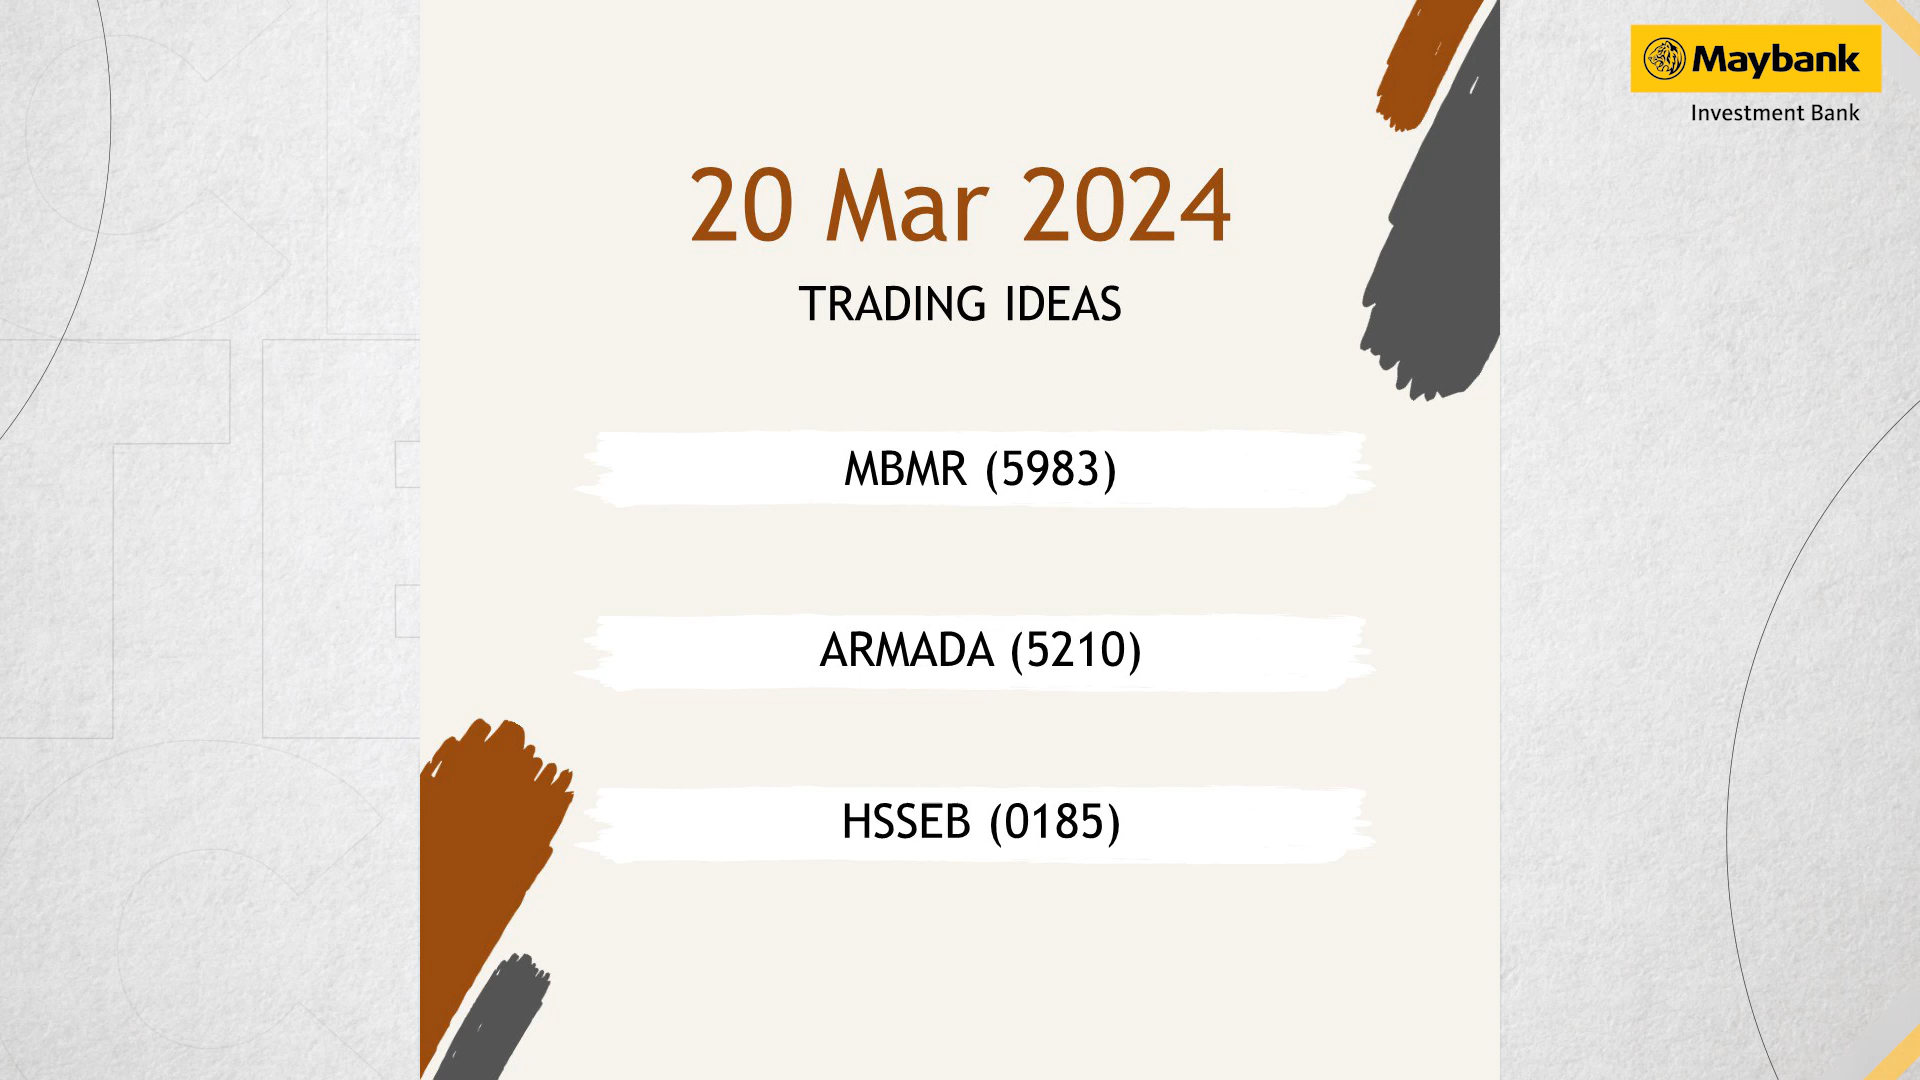 Maybank
Investment Bank
20 Mar 2024
TRADING IDEAS
MBMR (5983)
ARMADA (5210)
HSSEB (0185)